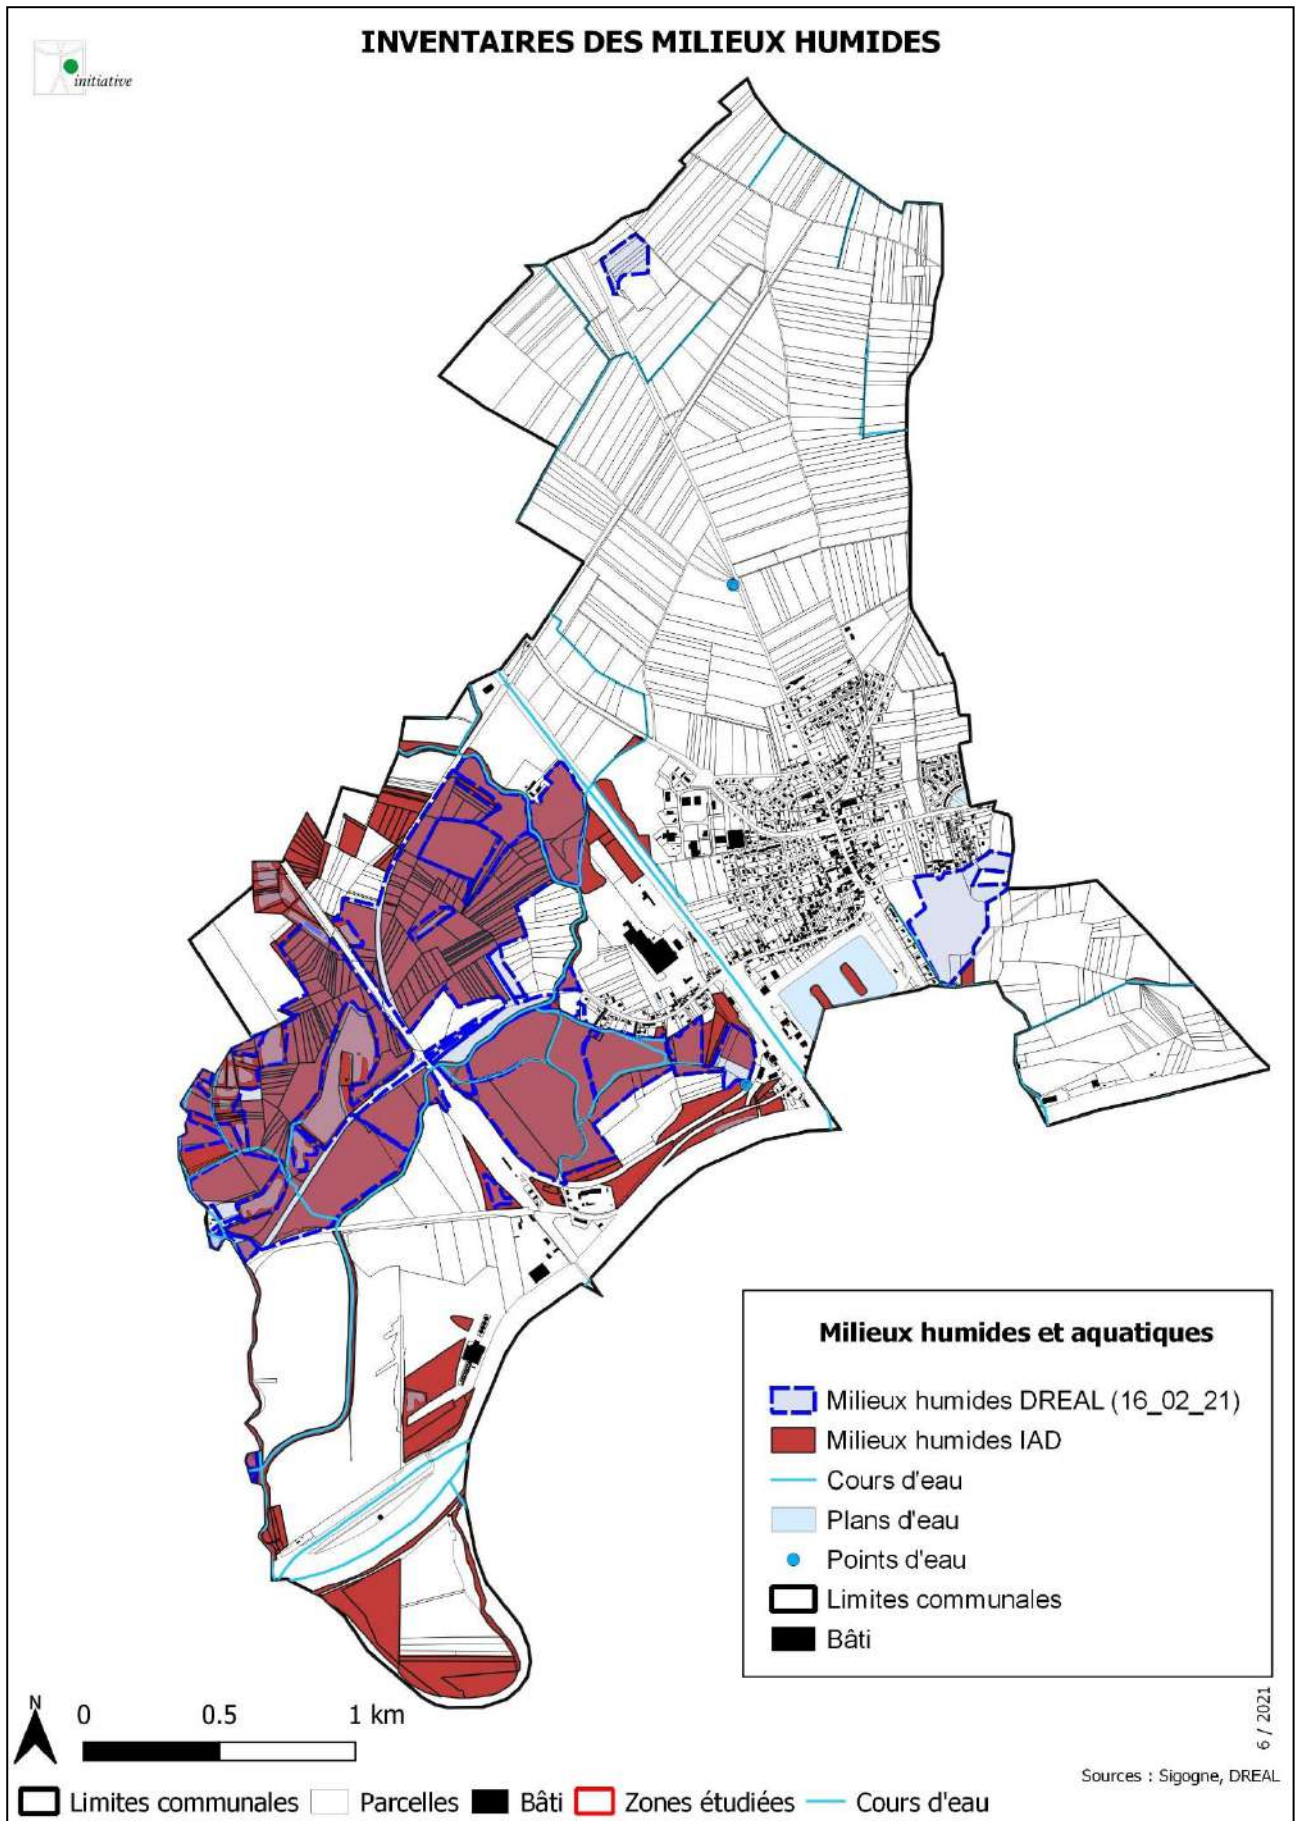 INVENTAIRES DES MILIEUX HUMIDES
initiative
Milieux humides et aquatiques
Milieux humides DREAL (16_02_21)
Milieux humides IAD
Cours d'eau
Plans d'eau
Points d'eau
Limites communales
Bâti
N
0 0.5 1 km
6 / 2021
Sources : Sigogne, DREAL
Limites communales Parcelles Bâti Zones étudiées Cours d'eau